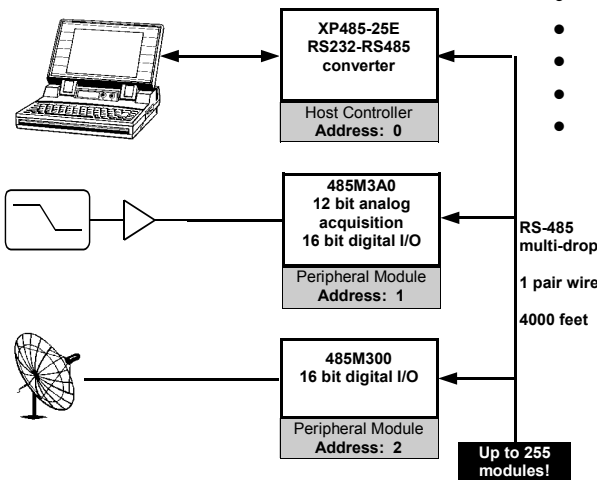 XP485-25E
RS232-RS485
converter
Host Controller
Address: 0
485M3A0
12 bit analog
acquisition
16 bit digital I/O
Peripheral Module
Address: 1
RS-485
multi-drop
1 pair wire
4000 feet
485M300
16 bit digital I/O
Peripheral Module
Address: 2
Up to 255
modules!